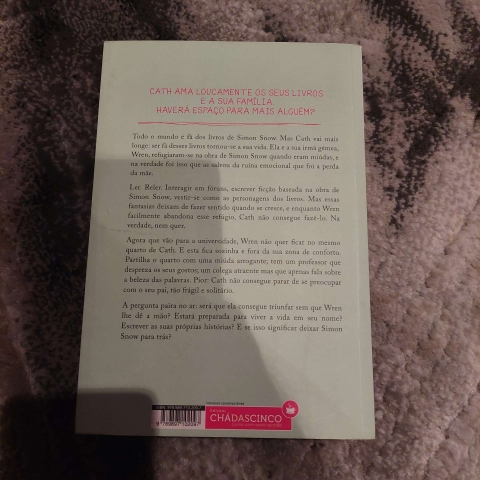 CATH AMA LOUCAMENTE OS SEUS LIVROS
E A SUA FAMÍLIA.
HAVERÁ ESPAÇO PARA MAIS ALGUÉM?
Todo o mundo é fã dos livros de Simon Snow. Mas Cath vai mais
longe: ser fã desses livros tornou-se a sua vida. Ela e a sua irmã gémea,
Wren, refugiaram-se na obra de Simon Snow quando eram miúdas, e
na verdade foi isso que as salvou da ruína emocional que foi a perda
da mãe.
Ler. Reler. Interagir em fóruns, escrever ficção baseada na obra de
Simon Snow, vestir-se como as personagens dos livros. Mas essas
fantasias deixam de fazer sentido quando se cresce, e enquanto Wren
facilmente abandona esse refúgio, Cath não consegue fazê-lo. Na
verdade, nem quer.
Agora que vão para a universidade, Wren não quer ficar no mesmo
quarto de Cath. E esta fica sozinha e fora da sua zona de conforto.
Partilha o quarto com uma miúda arrogante; tem um professor que
despreza os seus gostos; um colega atraente mas que apenas fala sobre
a beleza das palavras. Pior: Cath não consegue parar de se preocupar
com o seu pai, tão frágil e solitário.
A pergunta paira no ar: será que ela consegue triunfar sem que Wren
lhe dê a mão? Estará preparada para viver a vida em seu nome?
Escrever as suas próprias histórias? E se isso significar deixar Simon
Snow para trás?
CHÁDASCINCO